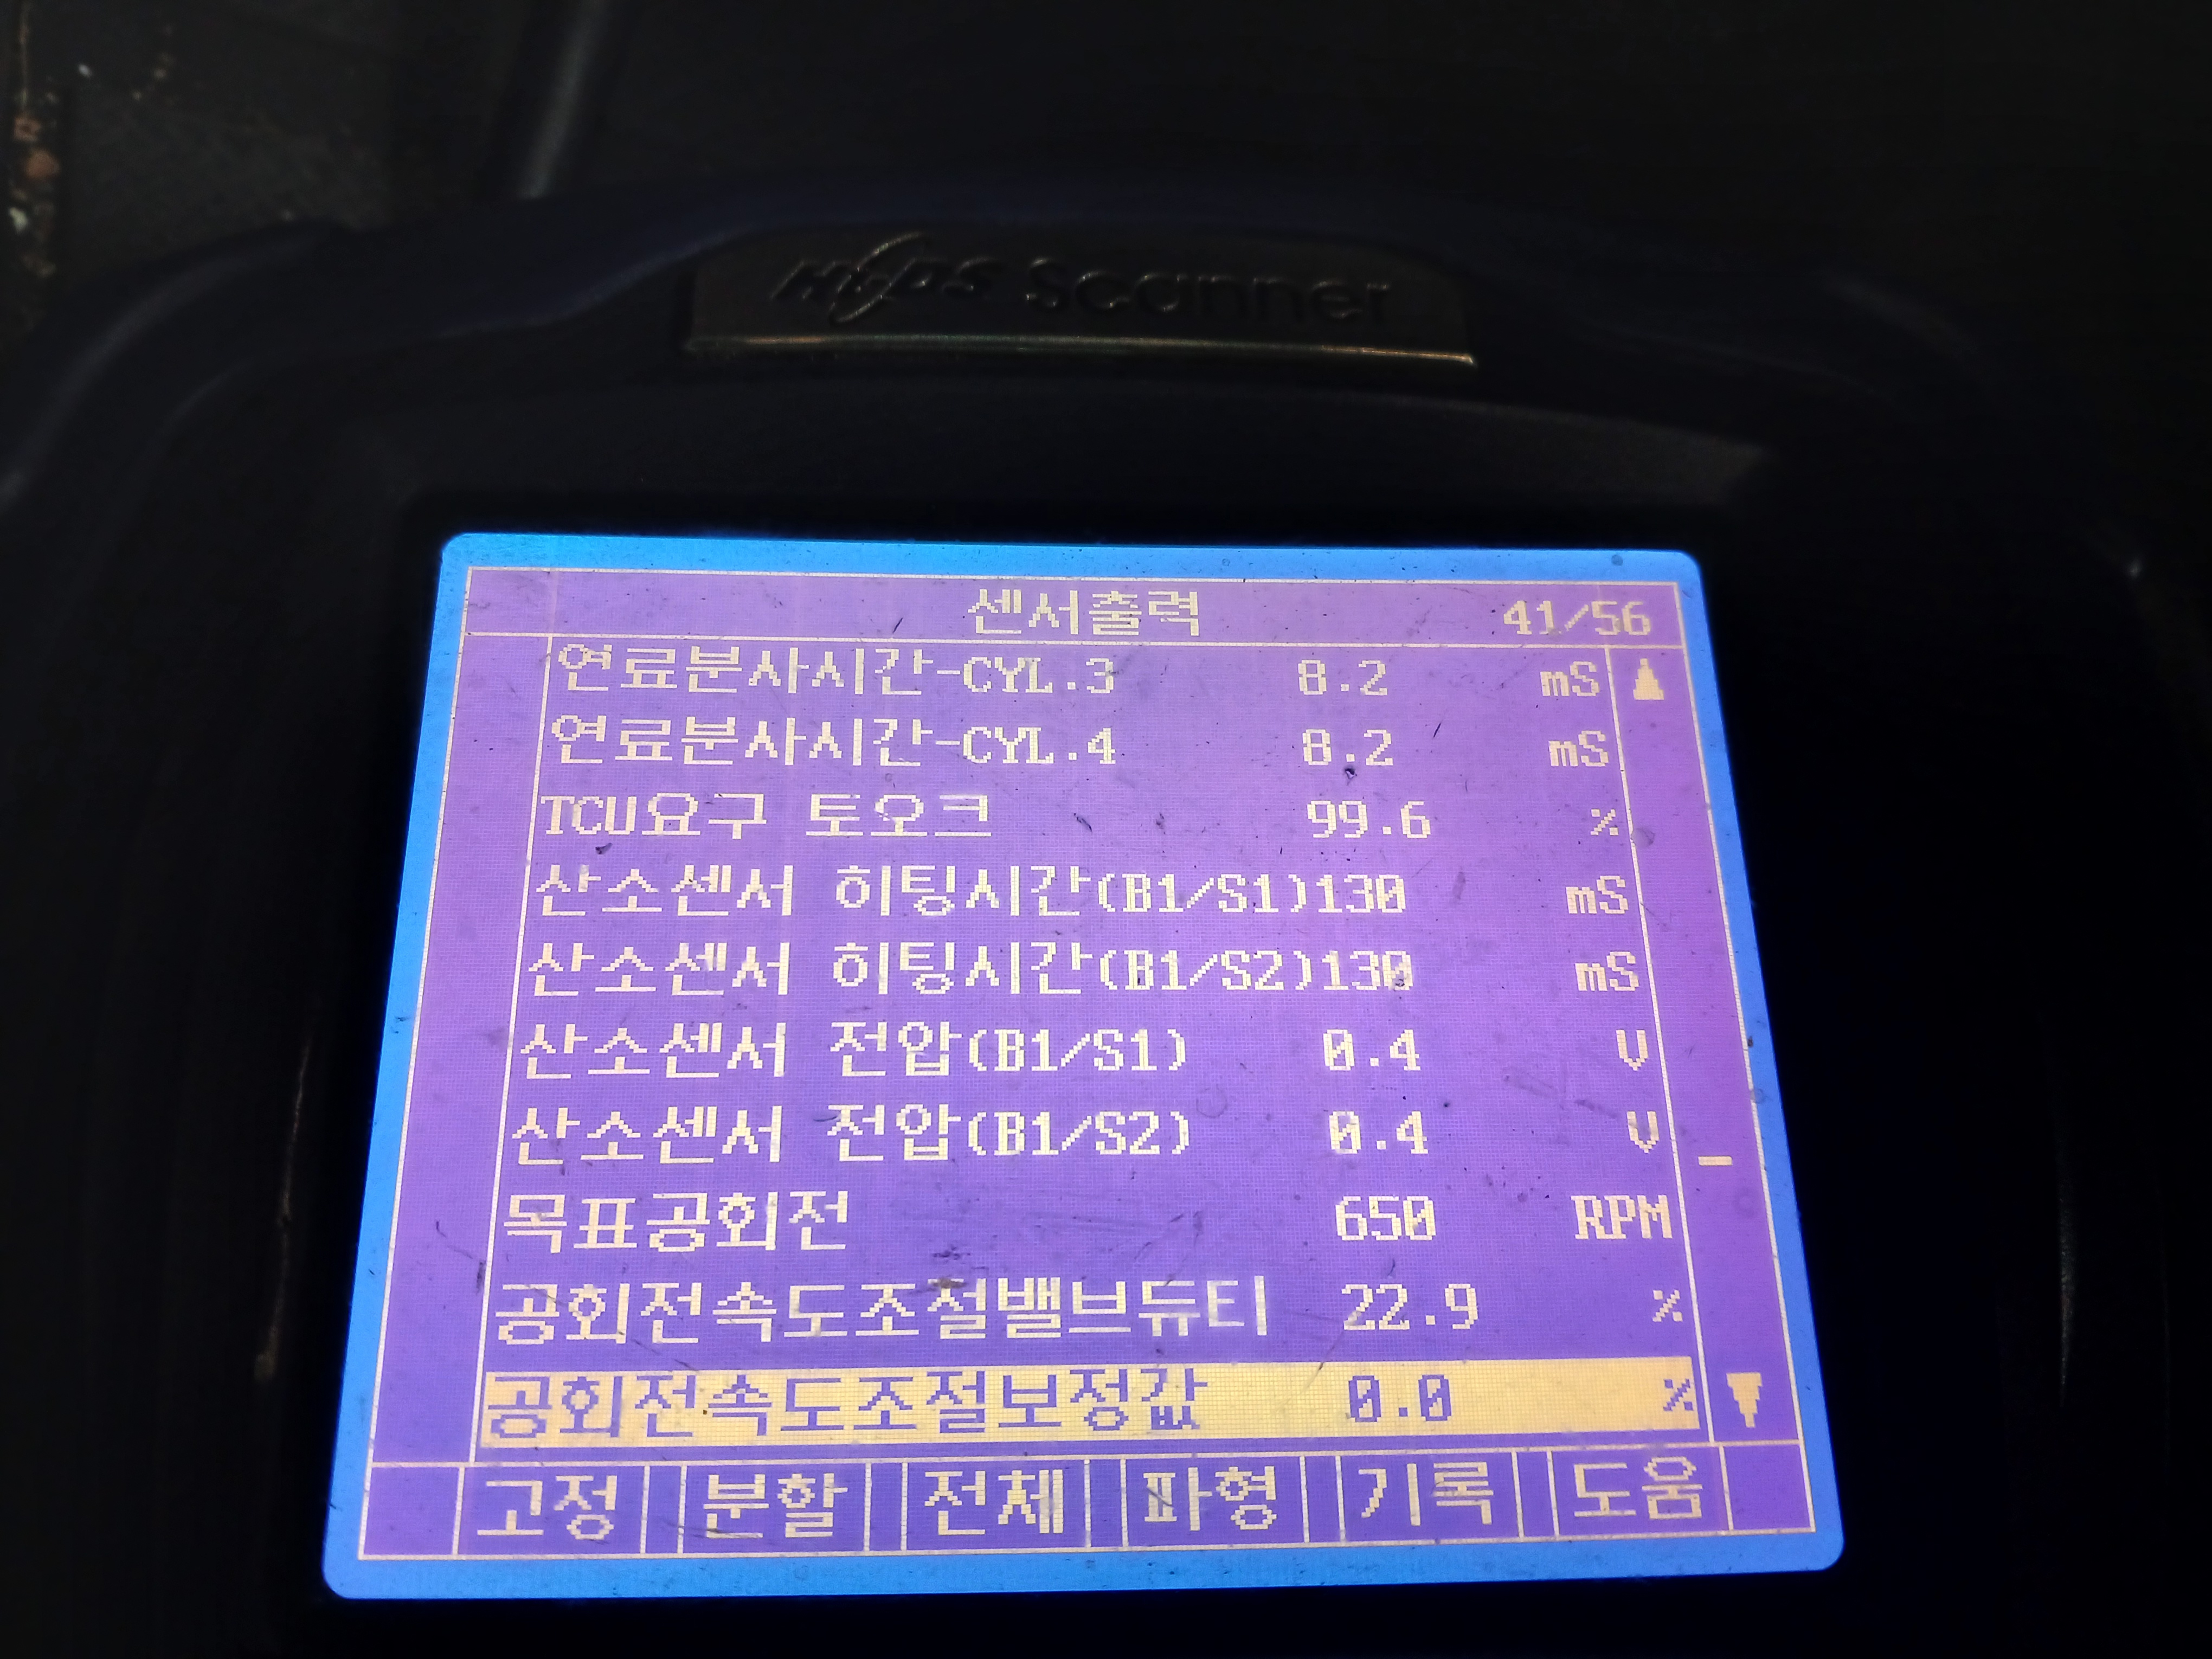 Hi-DS Scanner
센서출력 41/56
연료분사시간-CYL.3 8.2 mS
연료분사시간-CYL.4 8.2 mS
TCU요구 토오크 99.6 %
산소센서 히팅시간(B1/S1)130 mS
산소센서 히팅시간(B1/S2)130 mS
산소센서 전압(B1/S1) 0.4 V
산소센서 전압(B1/S2) 0.4 V
목표공회전 650 RPM
공회전속도조절밸브듀티 22.9 %
공회전속도조절보정값 0.0 %
고정 분할 전체 파형 기록 도움